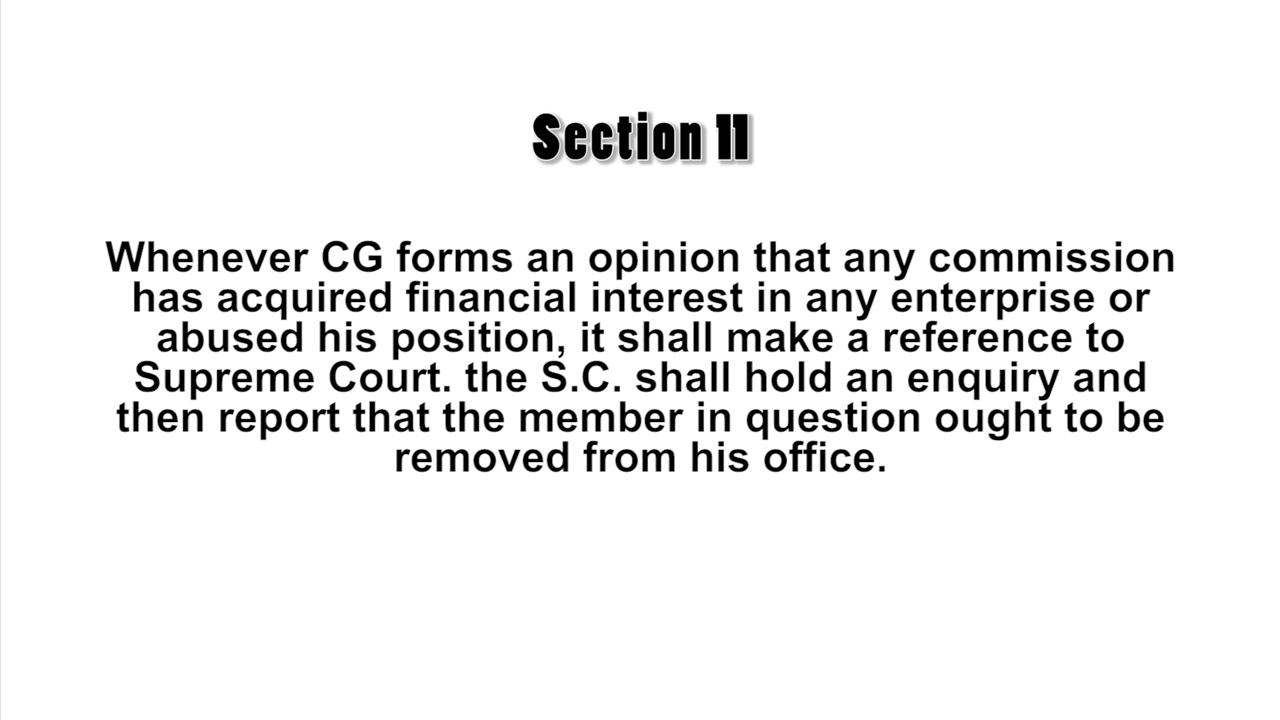 Section 11
Whenever CG forms an opinion that any commission
has acquired financial interest in any enterprise or
abused his position, it shall make a reference to
Supreme Court. the S.C. shall hold an enquiry and
then report that the member in question ought to be
removed from his office.